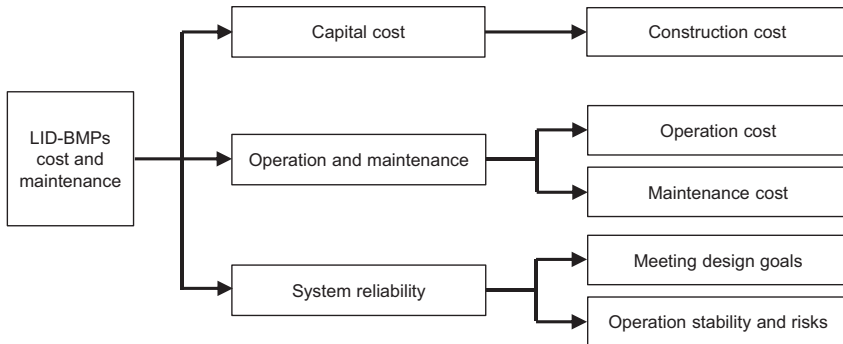 LID-BMPs
cost and
maintenance
Capital cost
Construction cost
Operation and maintenance
Operation cost
Maintenance cost
System reliability
Meeting design goals
Operation stability and risks